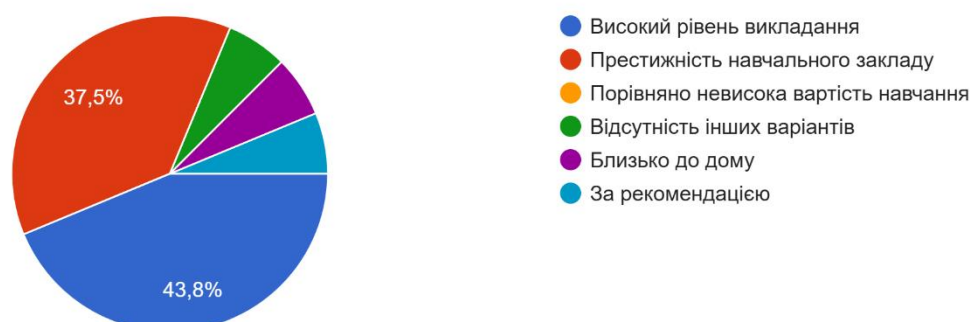 37,5%
43,8%
Високий рівень викладання
Престижність навчального закладу
Порівняно невисока вартість навчання
Відсутність інших варіантів
Близько до дому
За рекомендацією